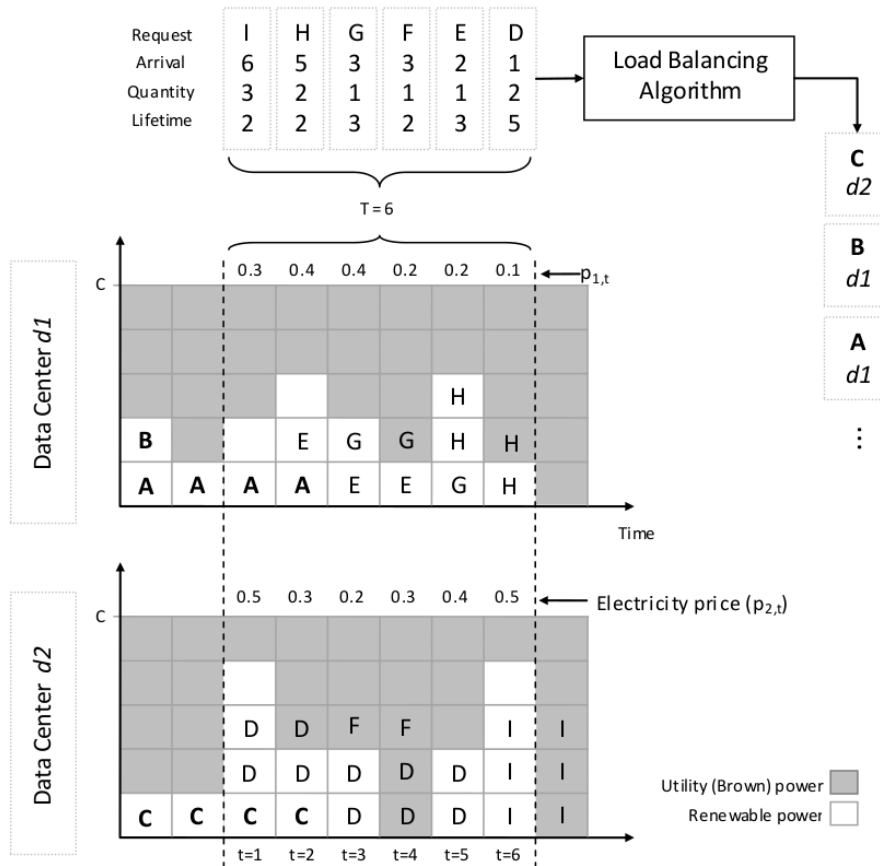 Request I H G F E D
Arrival 6 5 3 3 2 1
Quantity 3 2 1 1 1 2
Lifetime 2 2 3 2 3 5
Load Balancing
Algorithm
C
d2
B
d1
A
d1
⋮
T = 6
Data Center d1
0.3 0.4 0.4 0.2 0.2 0.1 p1,t
C
H
B E G G H H
A A A A E E G H
Time
Data Center d2
0.5 0.3 0.2 0.3 0.4 0.5 Electricity price (p2,t)
C
D D F F I I
D D D D I I
C C C C D D D I I
t=1 t=2 t=3 t=4 t=5 t=6
Utility (Brown) power
Renewable power